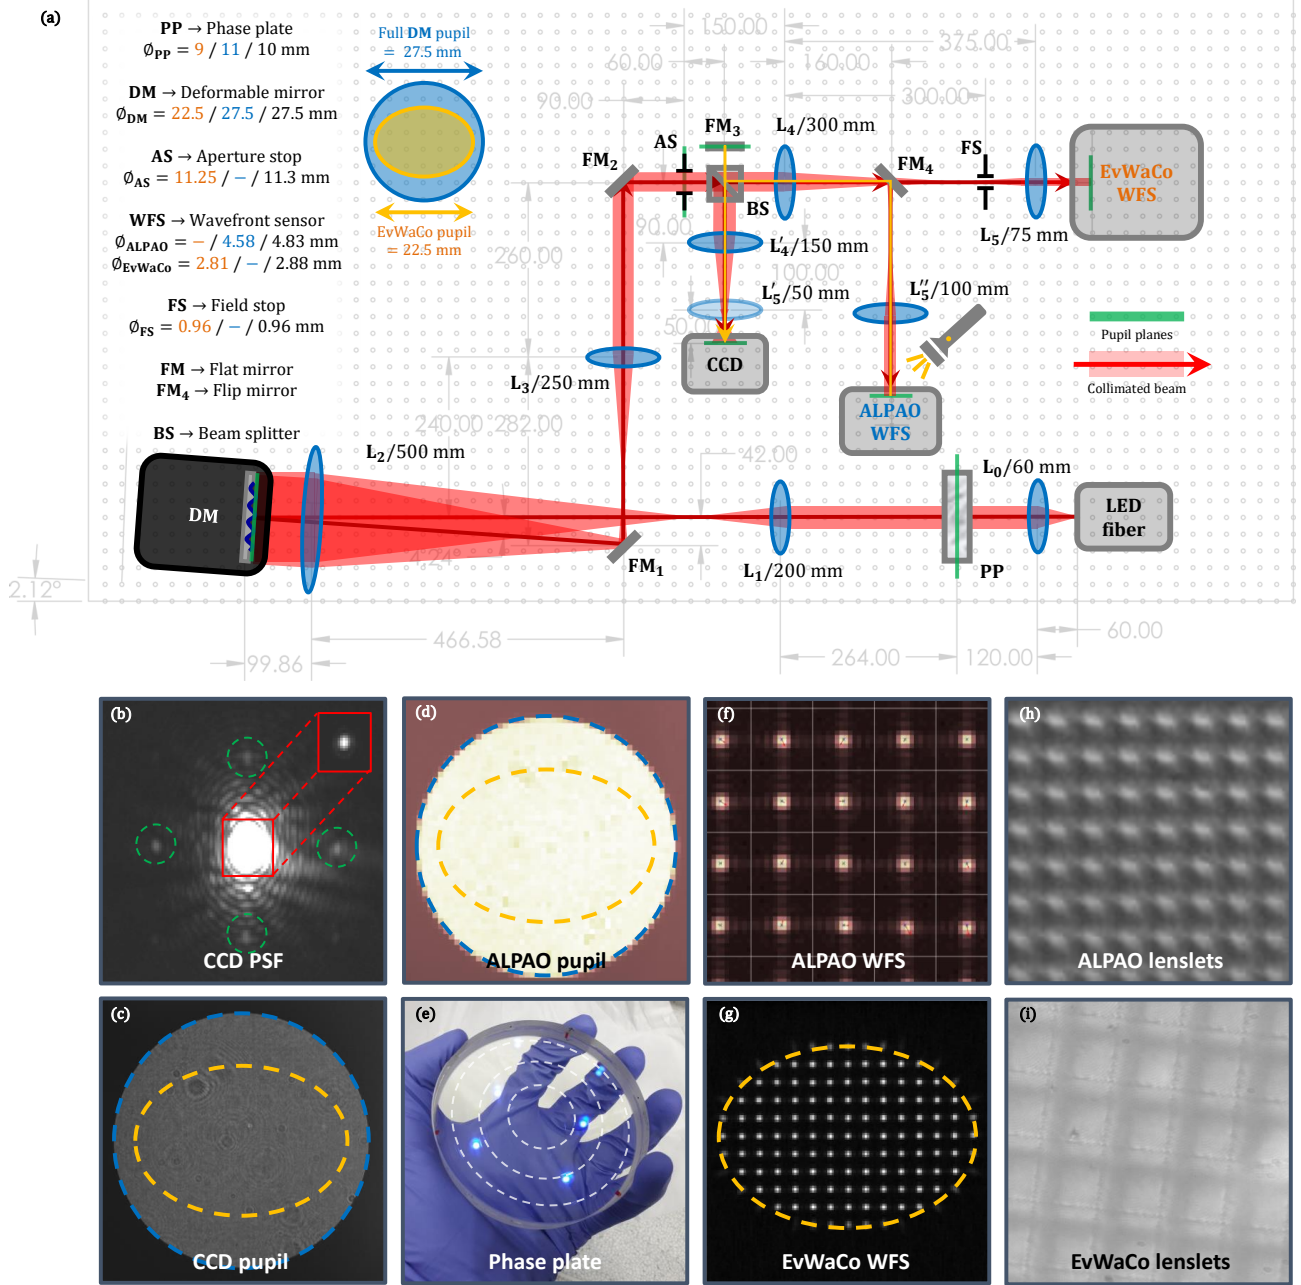 (a)
PP → Phase plate
Ø_PP = 9 / 11 / 10 mm
DM → Deformable mirror
Ø_DM = 22.5 / 27.5 / 27.5 mm
AS → Aperture stop
Ø_AS = 11.25 / − / 11.3 mm
WFS → Wavefront sensor
Ø_ALPAO = − / 4.58 / 4.83 mm
Ø_EvWaCo = 2.81 / − / 2.88 mm
FS → Field stop
Ø_FS = 0.96 / − / 0.96 mm
FM → Flat mirror
FM₄ → Flip mirror
BS → Beam splitter
Full DM pupil
= 27.5 mm
EvWaCo pupil
= 22.5 mm
150.00
375.00
60.00
160.00
90.00
300.00
FM₃
L₄/300 mm
AS
FM₂
FM₄
FS
EvWaCo
WFS
BS
L₅/75 mm
90.00
L′₄/150 mm
260.00
100.00
L′₅/50 mm
L″₅/100 mm
50.00
CCD
Pupil planes
Collimated beam
L₃/250 mm
ALPAO
WFS
240.00
282.00
42.00
L₂/500 mm
L₀/60 mm
DM
LED
fiber
4.24°
FM₁
L₁/200 mm
PP
2.12°
466.58
60.00
99.86
264.00
120.00
(b)
CCD PSF
(d)
ALPAO pupil
(f)
ALPAO WFS
(h)
ALPAO lenslets
(c)
CCD pupil
(e)
Phase plate
(g)
EvWaCo WFS
(i)
EvWaCo lenslets